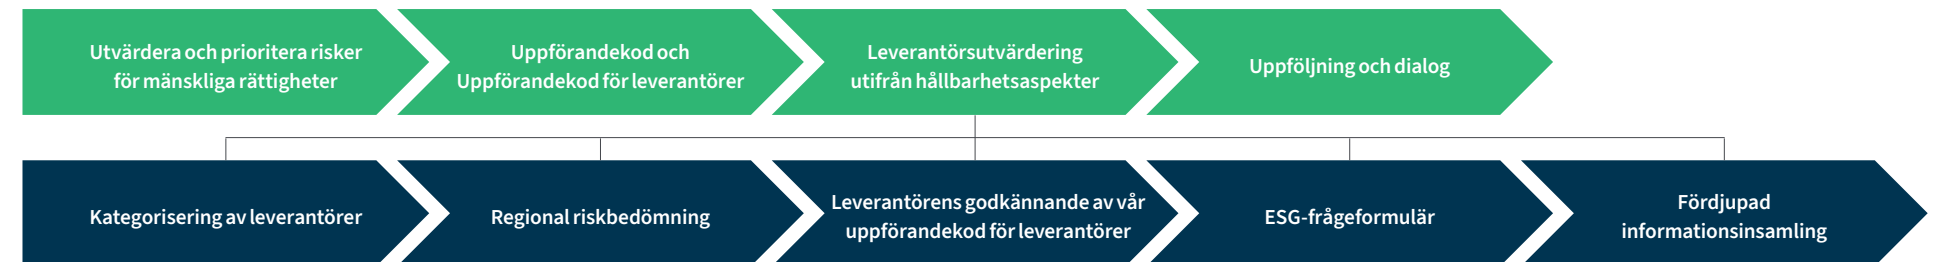 Utvärdera och prioritera risker
för mänskliga rättigheter
Uppförandekod och
Uppförandekod för leverantörer
Leverantörsutvärdering
utifrån hållbarhetsaspekter
Uppföljning och dialog
Kategorisering av leverantörer
Regional riskbedömning
Leverantörens godkännande av vår
uppförandekod för leverantörer
ESG-frågeformulär
Fördjupad
informationsinsamling